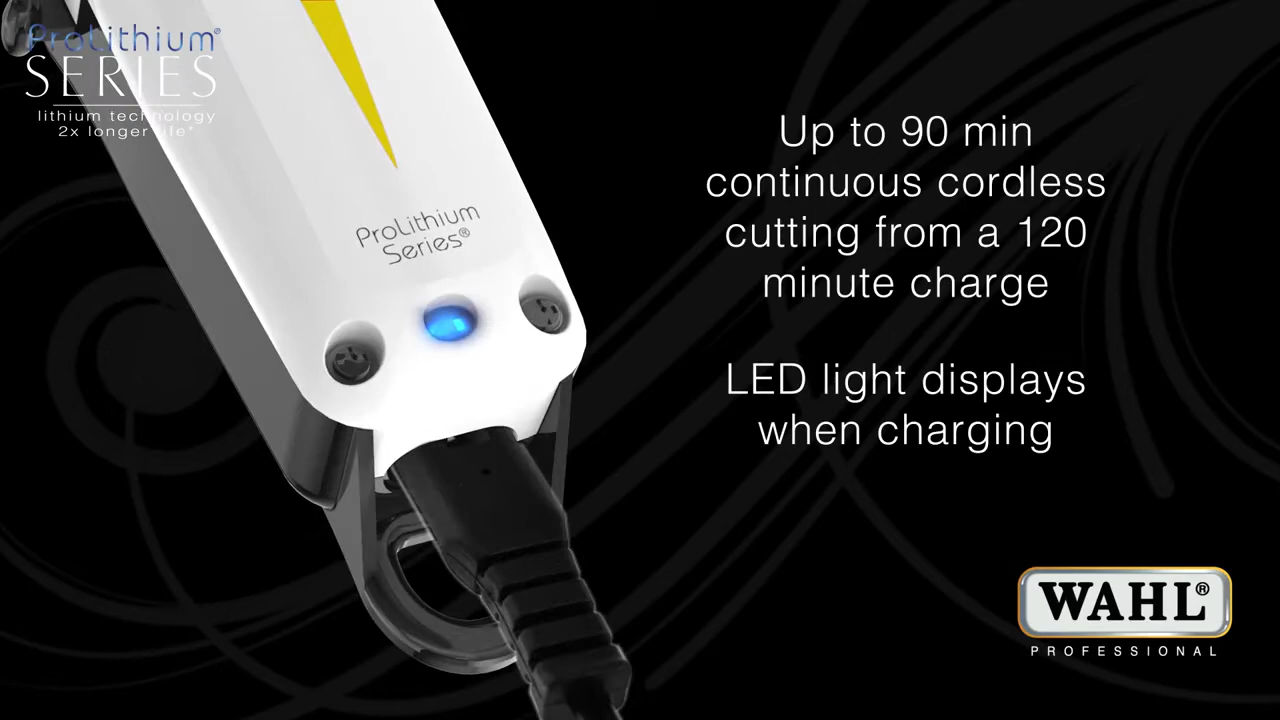 ProLithium®
SERIES
lithium technology
2x longer life*
ProLithium
Series®
Up to 90 min
continuous cordless
cutting from a 120
minute charge
LED light displays
when charging
WAHL®
PROFESSIONAL